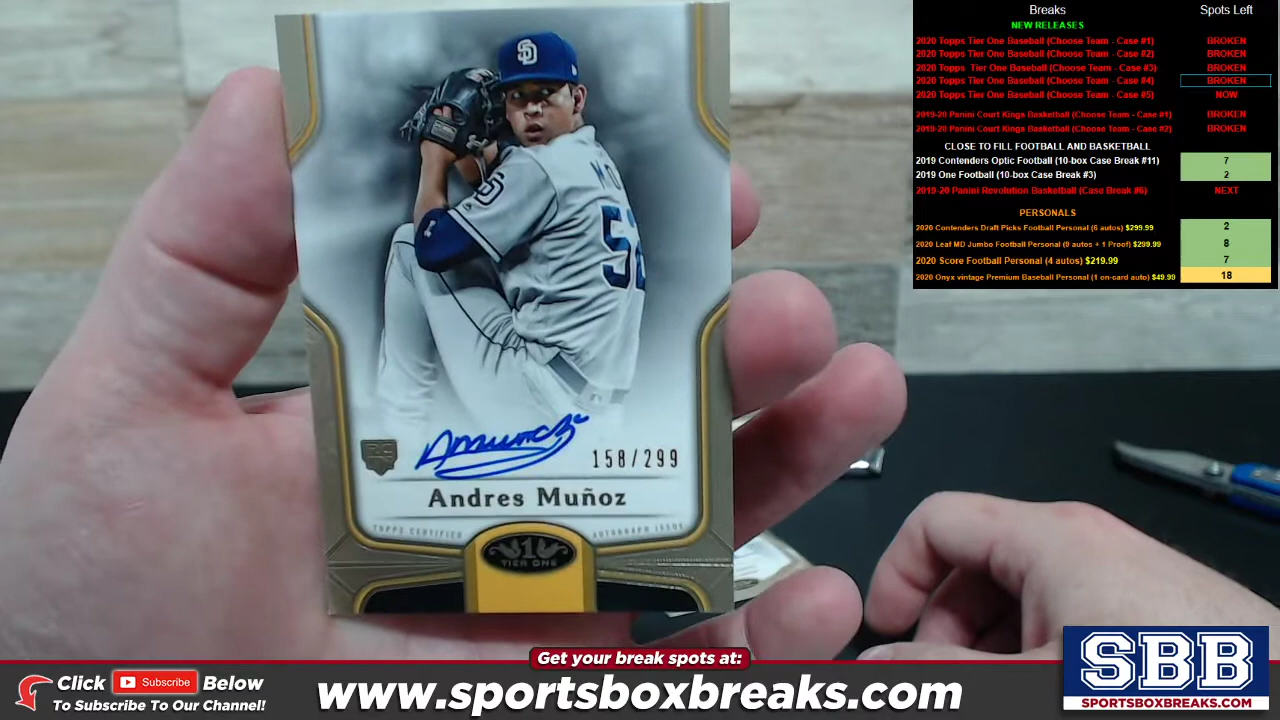 Breaks Spots Left
NEW RELEASES
2020 Topps Tier One Baseball (Choose Team - Case #1) BROKEN
2020 Topps Tier One Baseball (Choose Team - Case #2) BROKEN
2020 Topps Tier One Baseball (Choose Team - Case #3) BROKEN
2020 Topps Tier One Baseball (Choose Team - Case #4) BROKEN
2020 Topps Tier One Baseball (Choose Team - Case #5) NOW
2019-20 Panini Court Kings Basketball (Choose Team - Case #1) BROKEN
2019-20 Panini Court Kings Basketball (Choose Team - Case #2) BROKEN
CLOSE TO FILL FOOTBALL AND BASKETBALL
2019 Contenders Optic Football (10-box Case Break #11) 7
2019 One Football (10-box Case Break #3) 2
2019-20 Panini Revolution Basketball (Case Break #6) NEXT
PERSONALS
2020 Contenders Draft Picks Football Personal (6 autos) $299.99 2
2020 Leaf MD Jumbo Football Personal (9 autos + 1 Proof) $299.99 8
2020 Score Football Personal (4 autos) $219.99 7
2020 Onyx vintage Premium Baseball Personal (1 on-card auto) $49.99 18
SD
SD
MO
52
RC
158/299
Andres Muñoz
TOPPS CERTIFIED AUTOGRAPH ISSUE
1
TIER ONE
Get your break spots at:
Click Subscribe Below
To Subscribe To Our Channel!
www.sportsboxbreaks.com
SBB
SPORTSBOXBREAKS.COM